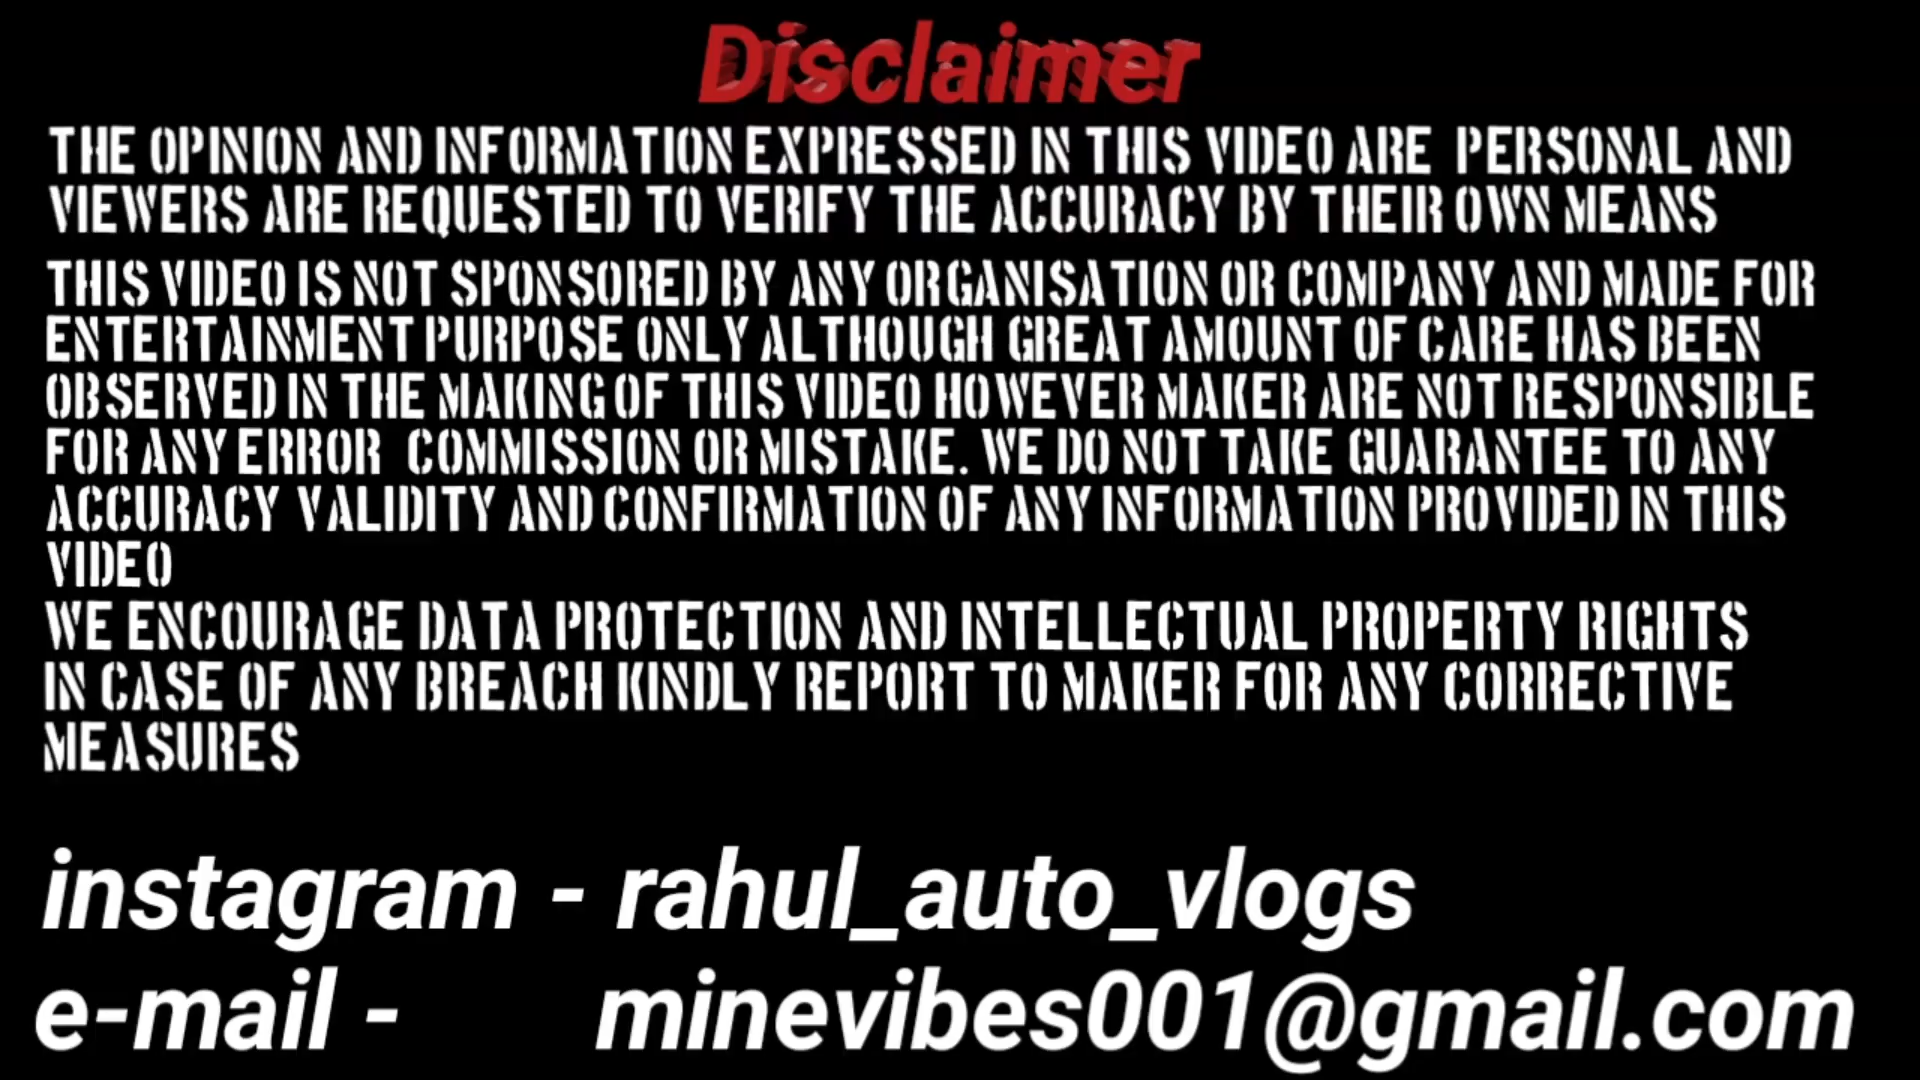 Disclaimer
THE OPINION AND INFORMATION EXPRESSED IN THIS VIDEO ARE PERSONAL AND
VIEWERS ARE REQUESTED TO VERIFY THE ACCURACY BY THEIR OWN MEANS
THIS VIDEO IS NOT SPONSORED BY ANY ORGANISATION OR COMPANY AND MADE FOR
ENTERTAINMENT PURPOSE ONLY ALTHOUGH GREAT AMOUNT OF CARE HAS BEEN
OBSERVED IN THE MAKING OF THIS VIDEO HOWEVER MAKER ARE NOT RESPONSIBLE
FOR ANY ERROR COMMISSION OR MISTAKE. WE DO NOT TAKE GUARANTEE TO ANY
ACCURACY VALIDITY AND CONFIRMATION OF ANY INFORMATION PROVIDED IN THIS
VIDEO
WE ENCOURAGE DATA PROTECTION AND INTELLECTUAL PROPERTY RIGHTS
IN CASE OF ANY BREACH KINDLY REPORT TO MAKER FOR ANY CORRECTIVE
MEASURES
instagram - rahul_auto_vlogs
e-mail - minevibes001@gmail.com